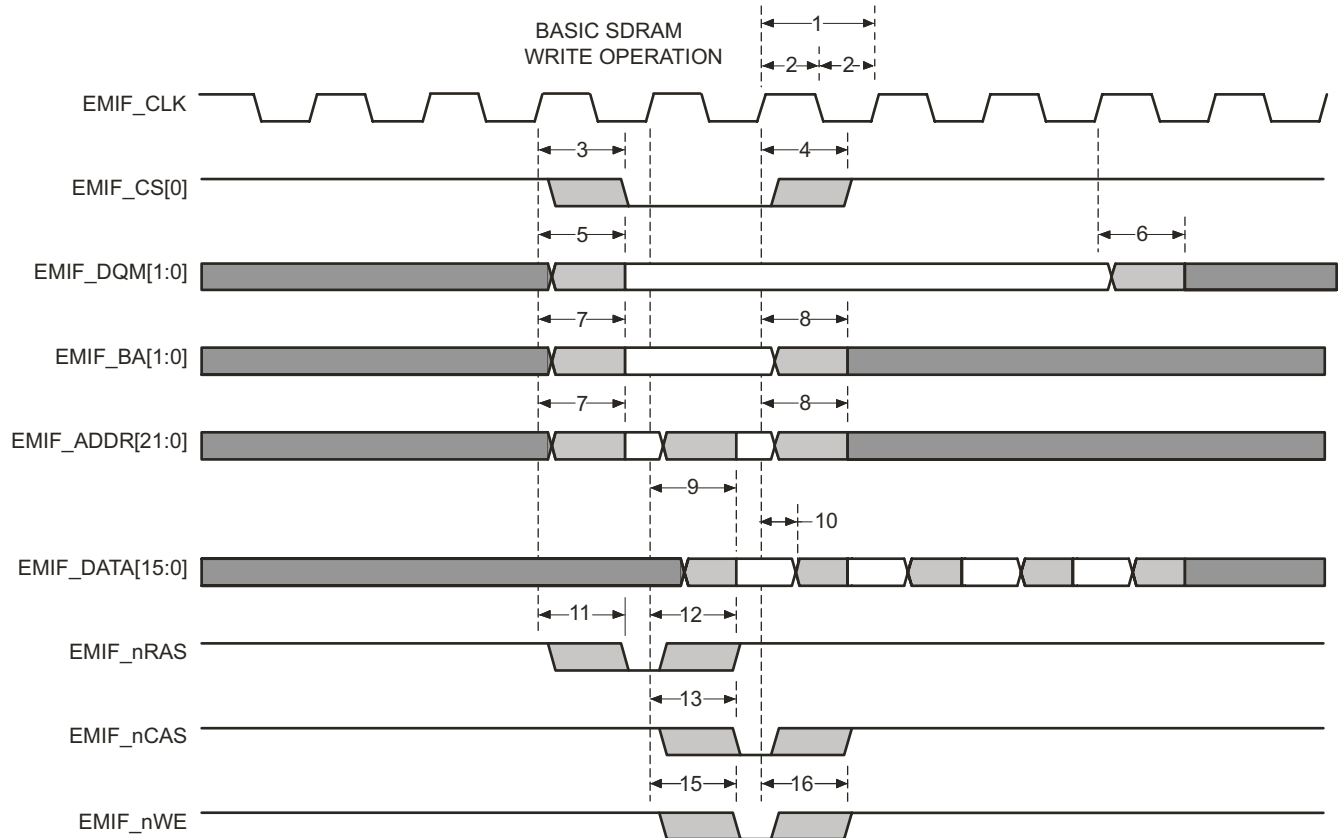 BASIC SDRAM
WRITE OPERATION
1
2 2
EMIF_CLK
3 4
EMIF_CS[0]
5 6
EMIF_DQM[1:0]
7 8
EMIF_BA[1:0]
7 8
EMIF_ADDR[21:0]
9
10
EMIF_DATA[15:0]
11 12
EMIF_nRAS
13
EMIF_nCAS
15 16
EMIF_nWE